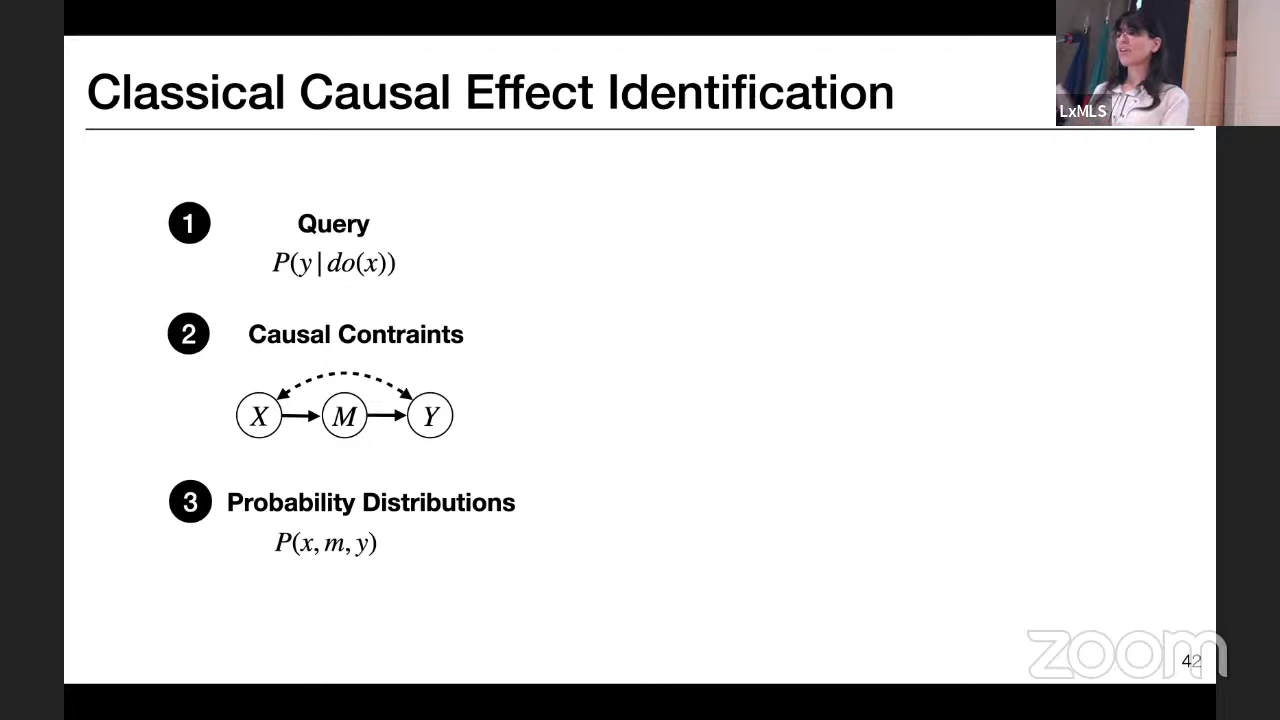 Classical Causal Effect Identification
LxMLS
1 Query
P(y | do(x))
2 Causal Contraints
X M Y
3 Probability Distributions
P(x, m, y)
zoom
42